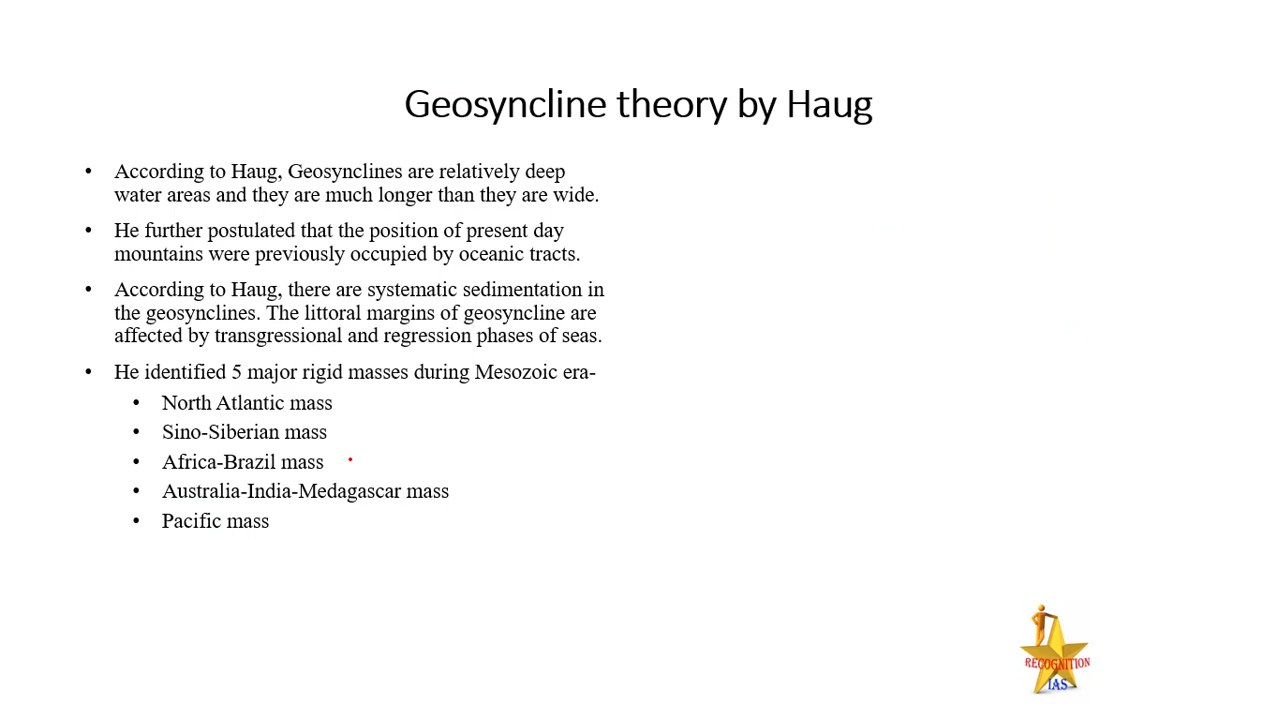 Geosyncline theory by Haug
• According to Haug, Geosynclines are relatively deep
water areas and they are much longer than they are wide.
• He further postulated that the position of present day
mountains were previously occupied by oceanic tracts.
• According to Haug, there are systematic sedimentation in
the geosynclines. The littoral margins of geosyncline are
affected by transgressional and regression phases of seas.
• He identified 5 major rigid masses during Mesozoic era-
• North Atlantic mass
• Sino-Siberian mass
• Africa-Brazil mass
• Australia-India-Medagascar mass
• Pacific mass
RECOGNITION
IAS